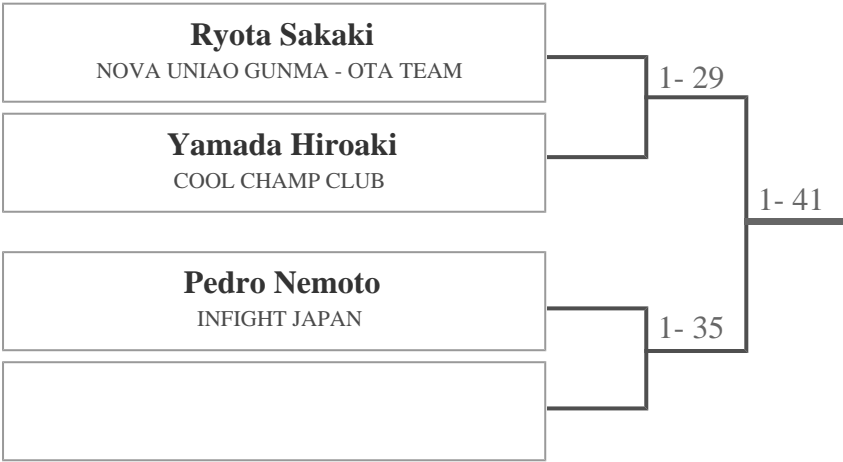 Ryota Sakaki
NOVA UNIAO GUNMA - OTA TEAM
1- 29
Yamada Hiroaki
COOL CHAMP CLUB
1- 41
Pedro Nemoto
INFIGHT JAPAN
1- 35